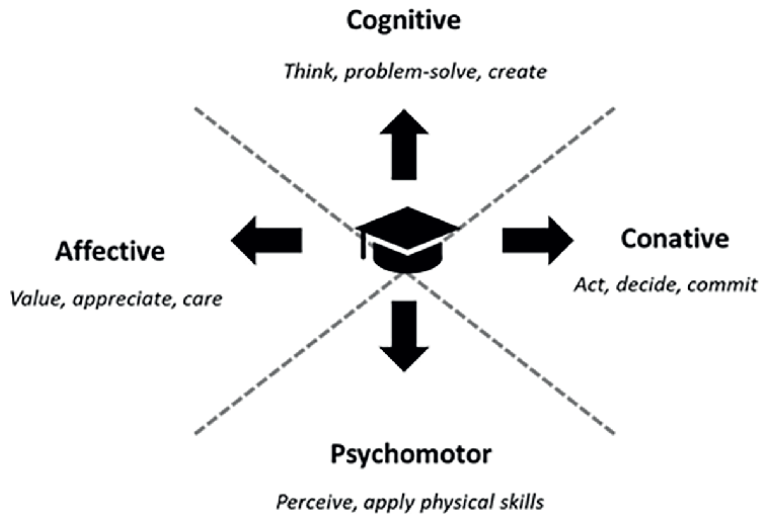 Cognitive
Think, problem-solve, create
Affective
Value, appreciate, care
Conative
Act, decide, commit
Psychomotor
Perceive, apply physical skills